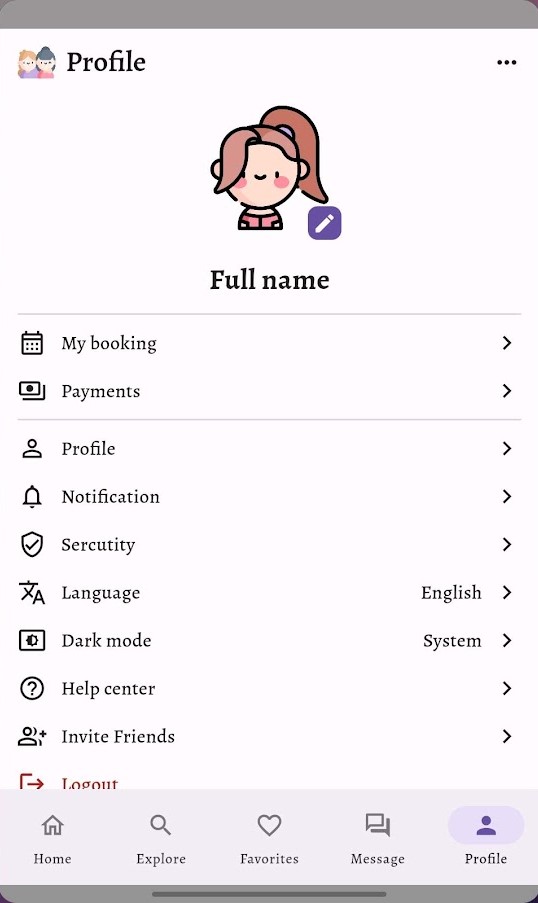 Profile
Full name
My booking
Payments
Profile
Notification
Sercutity
Language English
Dark mode System
Help center
Invite Friends
Logout
Home Explore Favorites Message Profile